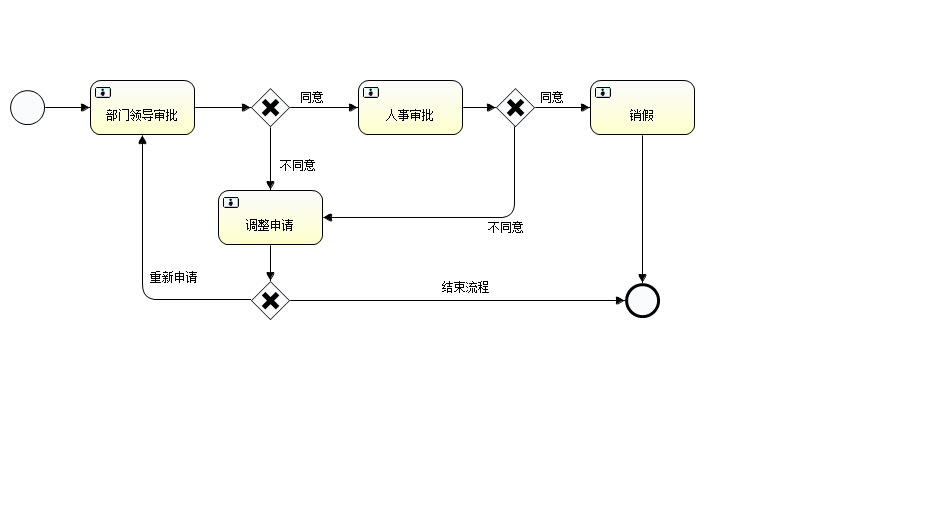 同意
同意
部门领导审批
人事审批
销假
不同意
调整申请
不同意
重新申请
结束流程